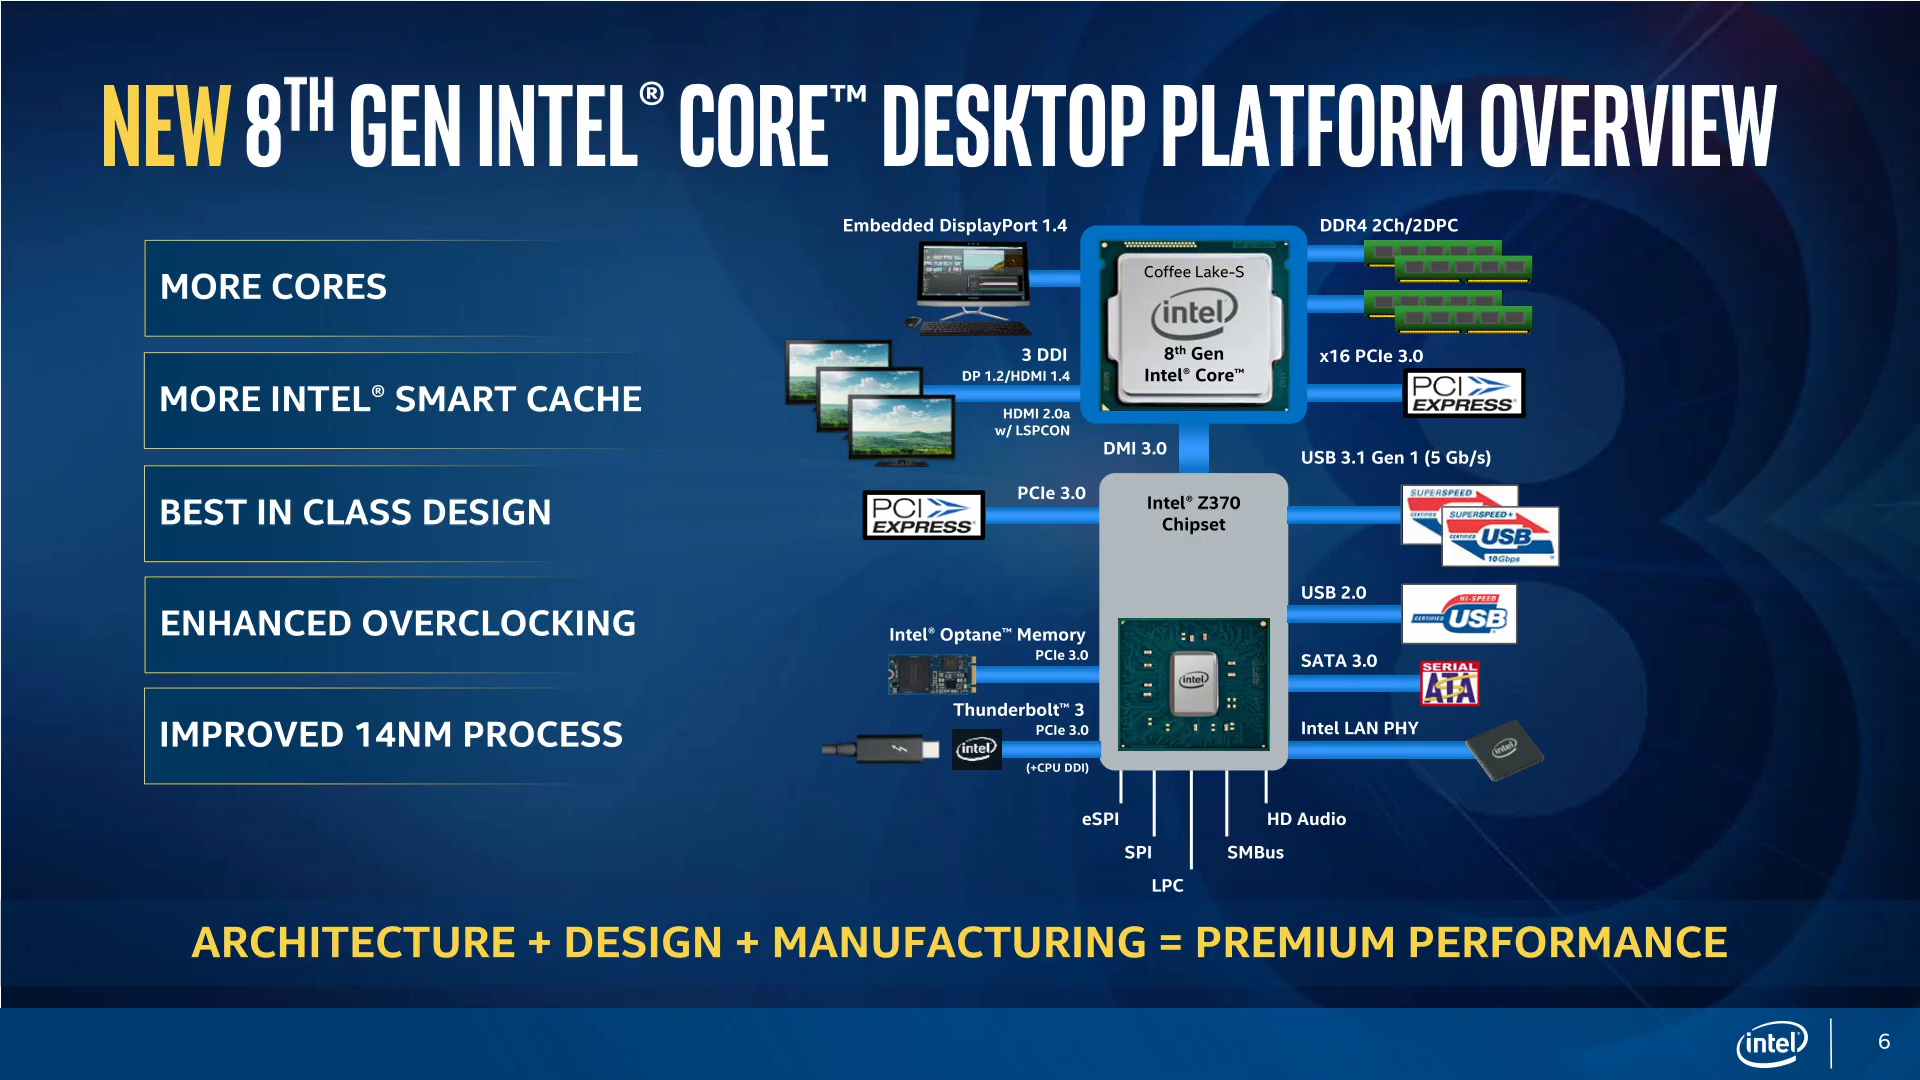 NEW 8TH GEN INTEL® CORE™ DESKTOP PLATFORM OVERVIEW
MORE CORES
MORE INTEL® SMART CACHE
BEST IN CLASS DESIGN
ENHANCED OVERCLOCKING
IMPROVED 14NM PROCESS
Embedded DisplayPort 1.4
DDR4 2Ch/2DPC
Coffee Lake-S
intel
8th Gen
Intel® Core™
3 DDI
DP 1.2/HDMI 1.4
HDMI 2.0a
w/ LSPCON
x16 PCIe 3.0
PCI
EXPRESS®
DMI 3.0
USB 3.1 Gen 1 (5 Gb/s)
PCIe 3.0
PCI
EXPRESS®
Intel® Z370
Chipset
SUPERSPEED
CERTIFIED
SUPERSPEED+
CERTIFIED USB
10Gbps
USB 2.0
HI-SPEED
CERTIFIED USB
Intel® Optane™ Memory
PCIe 3.0
SATA 3.0
SERIAL
ATA
intel
Thunderbolt™ 3
PCIe 3.0
(+CPU DDI)
intel
Intel LAN PHY
intel
eSPI
HD Audio
SPI
SMBus
LPC
ARCHITECTURE + DESIGN + MANUFACTURING = PREMIUM PERFORMANCE
intel
6